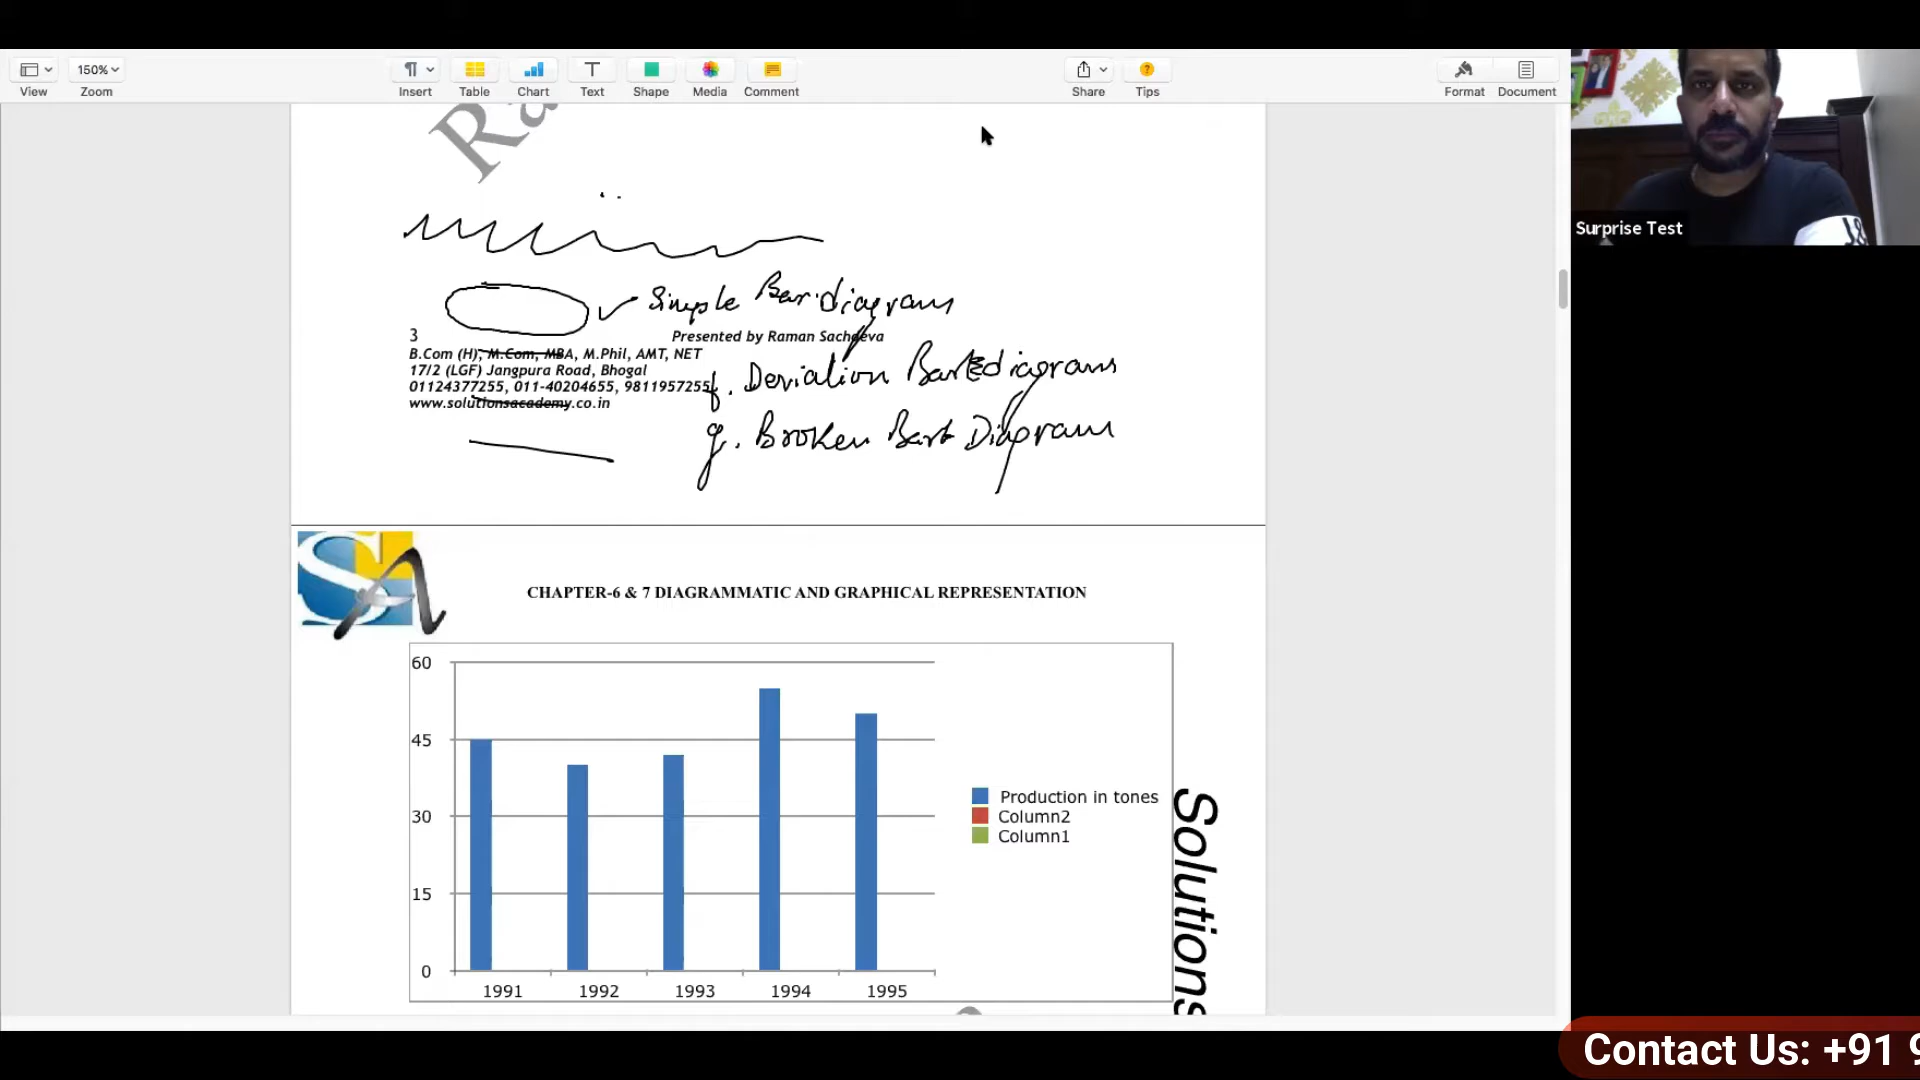 150%
View
Zoom
Insert
Table
Chart
Text
Shape
Media
Comment
Share
Tips
Format
Document
Ra
Surprise Test
Simple Bar diagram
3
Presented by Raman Sachdeva
B.Com (H), M.Com, MBA, M.Phil, AMT, NET
17/2 (LGF) Jangpura Road, Bhogal
01124377255, 011-40204655, 9811957255
www.solutionsacademy.co.in
f. Deviation Bar diagrams
g. Broken Bar Diagram
SA
CHAPTER-6 & 7 DIAGRAMMATIC AND GRAPHICAL REPRESENTATION
60
45
30
15
0
1991 1992 1993 1994 1995
Production in tones
Column2
Column1
Solutions
Contact Us: +91 9